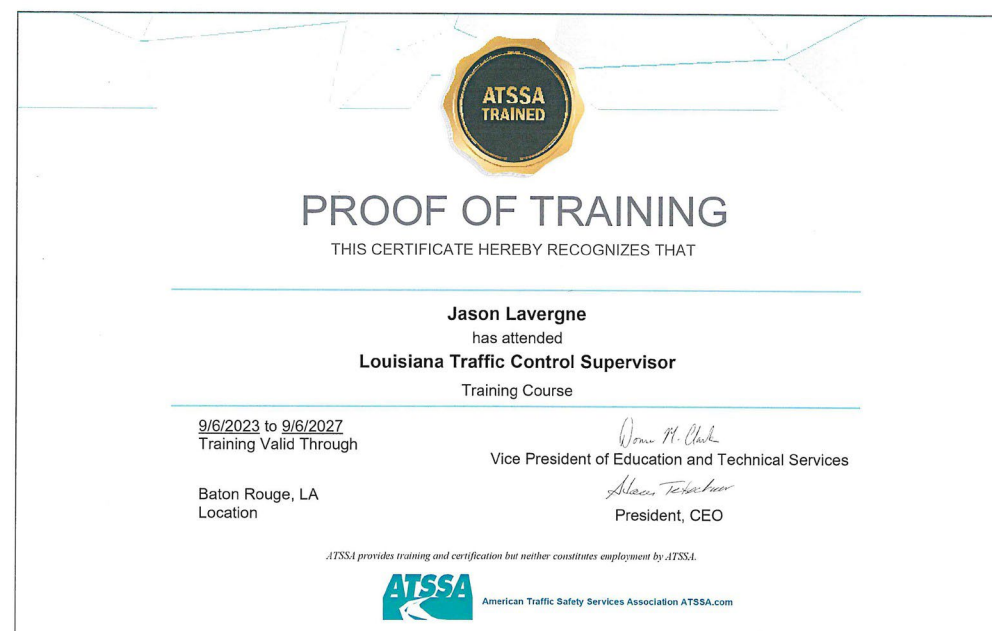 ATSSA
TRAINED
PROOF OF TRAINING
THIS CERTIFICATE HEREBY RECOGNIZES THAT
Jason Lavergne
has attended
Louisiana Traffic Control Supervisor
Training Course
9/6/2023 to 9/6/2027
Training Valid Through
Donna M. Clark
Vice President of Education and Technical Services
Baton Rouge, LA
Location
President, CEO
ATSSA provides training and certification but neither constitutes employment by ATSSA.
ATSSA
American Traffic Safety Services Association ATSSA.com